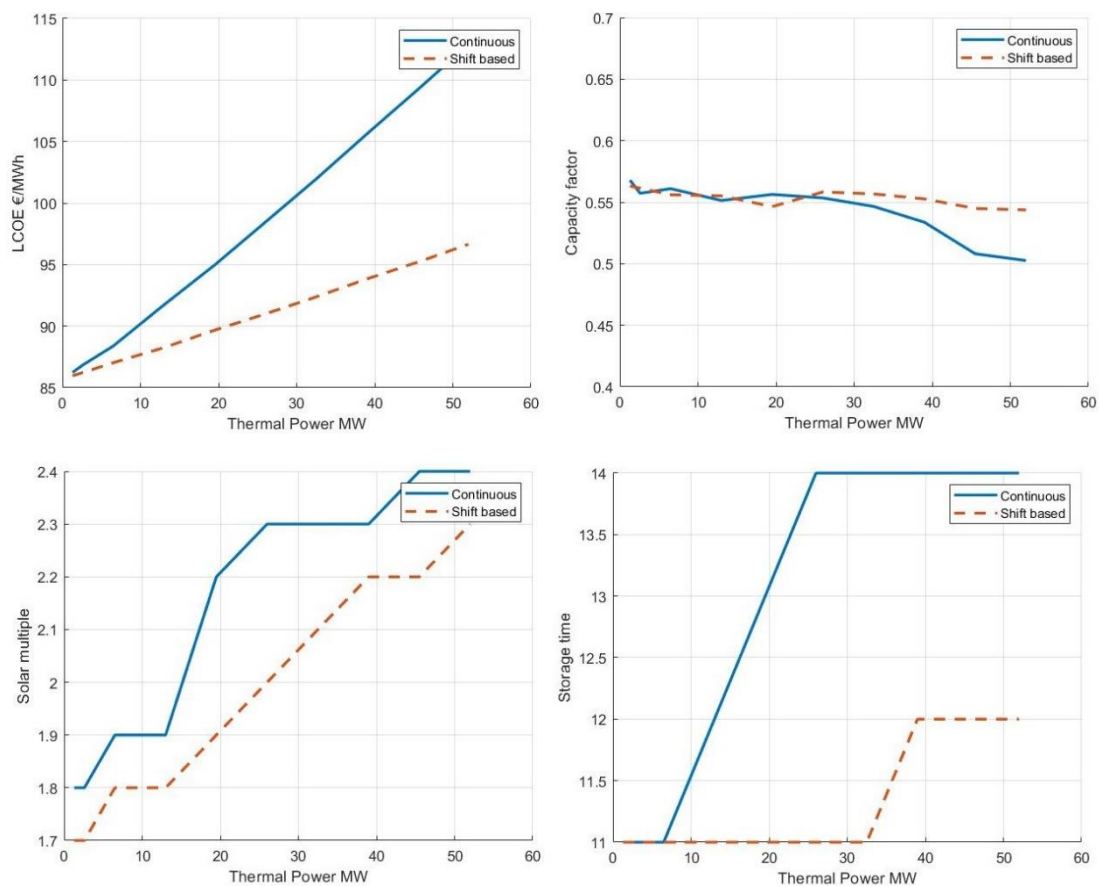 115
110
105
100
95
90
85
LCOE €/MWh
0 10 20 30 40 50 60
Thermal Power MW
Continuous
Shift based
0.7
0.65
0.6
0.55
0.5
0.45
0.4
Capacity factor
0 10 20 30 40 50 60
Thermal Power MW
Continuous
Shift based
2.4
2.3
2.2
2.1
2
1.9
1.8
1.7
Solar multiple
0 10 20 30 40 50 60
Thermal Power MW
Continuous
Shift based
14
13.5
13
12.5
12
11.5
11
Storage time
0 10 20 30 40 50 60
Thermal Power MW
Continuous
Shift based